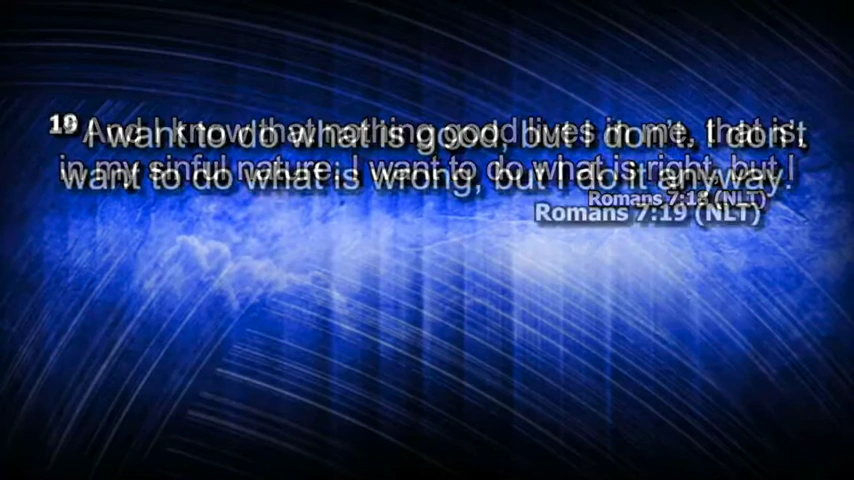 19 I want to do what is good, but I don't. I don't
want to do what is wrong, but I do it anyway.
Romans 7:19 (NLT)
And I know that nothing good lives in me, that is,
in my sinful nature. I want to do what is right, but I
Romans 7:18 (NLT)